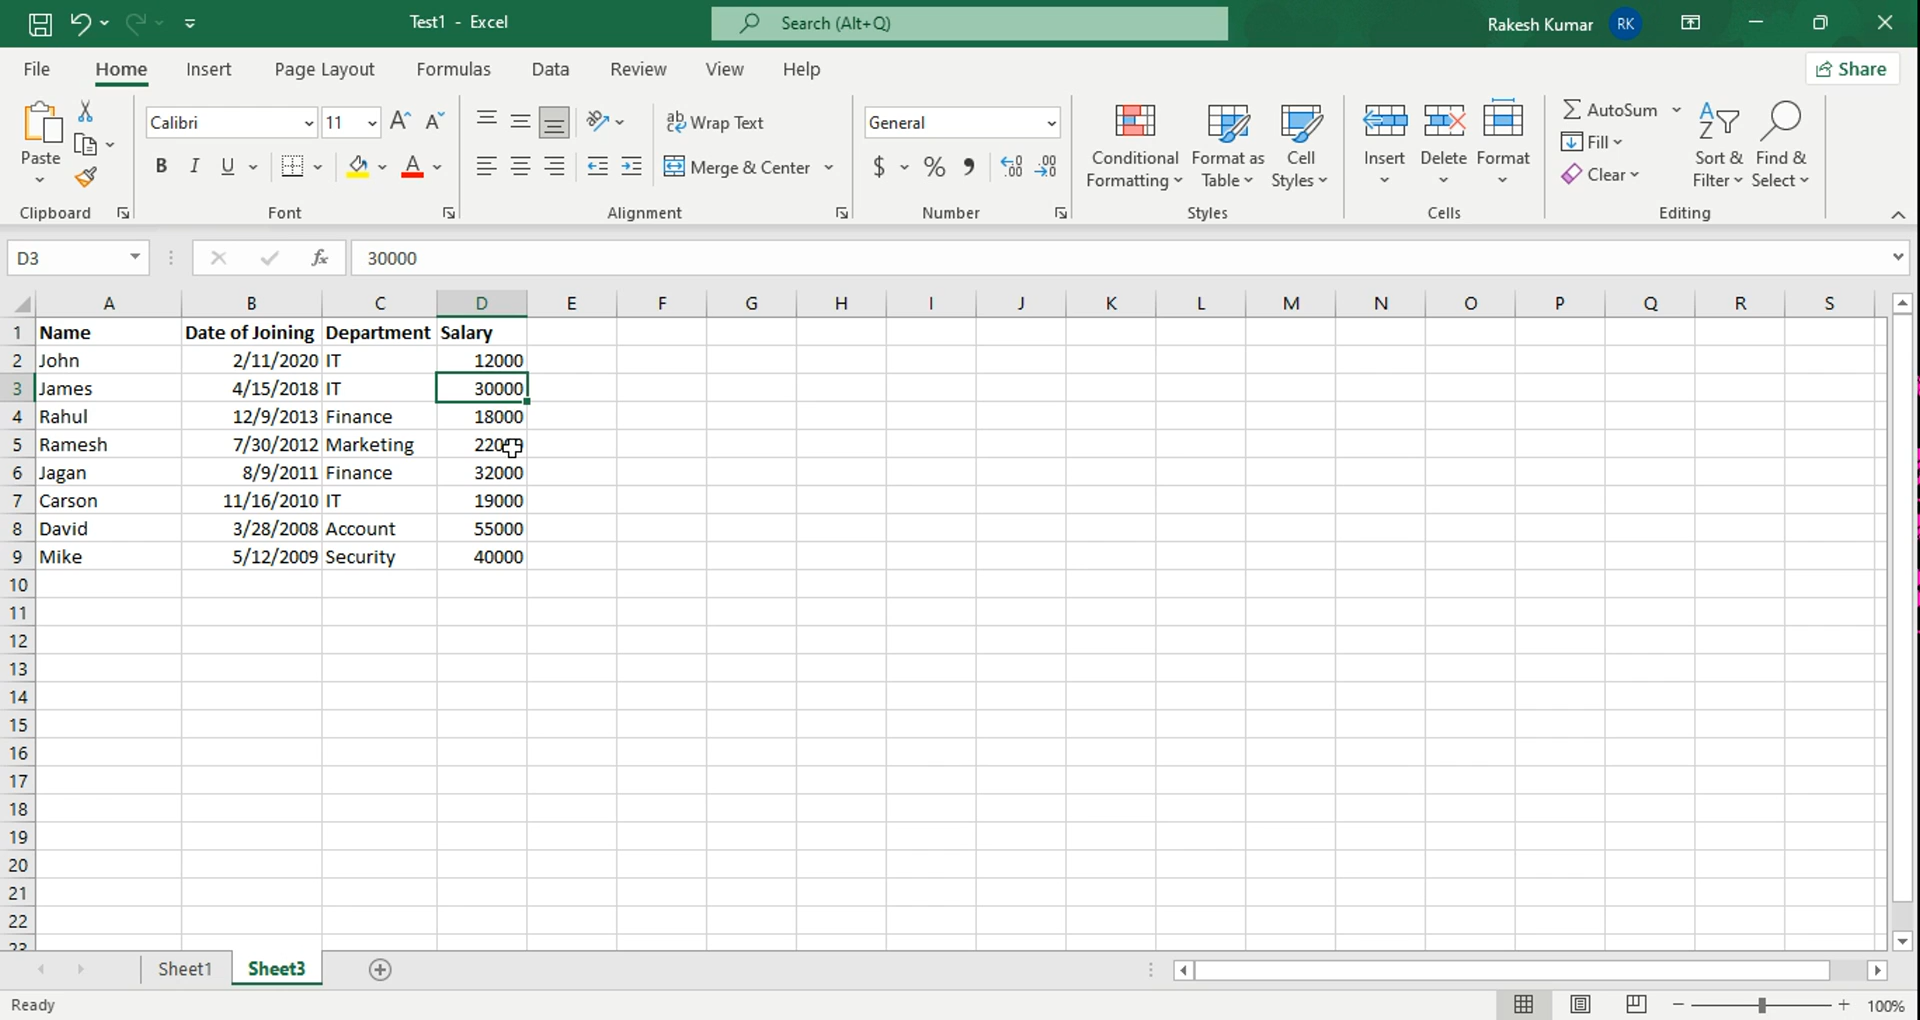 Test1 - Excel
Search (Alt+Q)
Rakesh Kumar RK
File Home Insert Page Layout Formulas Data Review View Help
Share
Paste
Clipboard
Calibri 11 A A
B I U A
Font
Wrap Text
Merge & Center
Alignment
General
$ % , .00 .00
Number
Conditional Formatting
Format as Table
Cell Styles
Styles
Insert Delete Format
Cells
AutoSum
Fill
Clear
Sort & Filter
Find & Select
Editing
D3 fx 30000
A B C D E F G H I J K L M N O P Q R S
1 Name Date of Joining Department Salary
2 John 2/11/2020 IT 12000
3 James 4/15/2018 IT 30000
4 Rahul 12/9/2013 Finance 18000
5 Ramesh 7/30/2012 Marketing
6 Jagan 8/9/2011 Finance 32000
7 Carson 11/16/2010 IT 19000
8 David 3/28/2008 Account 55000
9 Mike 5/12/2009 Security 40000
10
11
12
13
14
15
16
17
18
19
20
21
22
Sheet1 Sheet3
Ready
100%